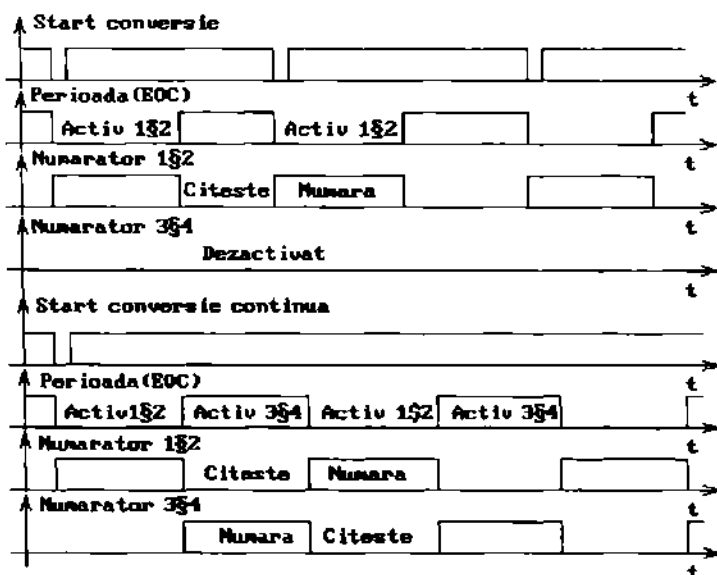 Start conversie
t
Perioada(EOC)
Activ 1§2 Activ 1§2
t
Numarator 1§2
Citeste Numara
t
Numarator 3§4
Dezactivat
t
Start conversie continua
t
Perioada(EOC)
Activ1§2 Activ 3§4 Activ 1§2 Activ 3§4
t
Numarator 1§2
Citeste Numara
t
Numarator 3§4
Numara Citeste
t